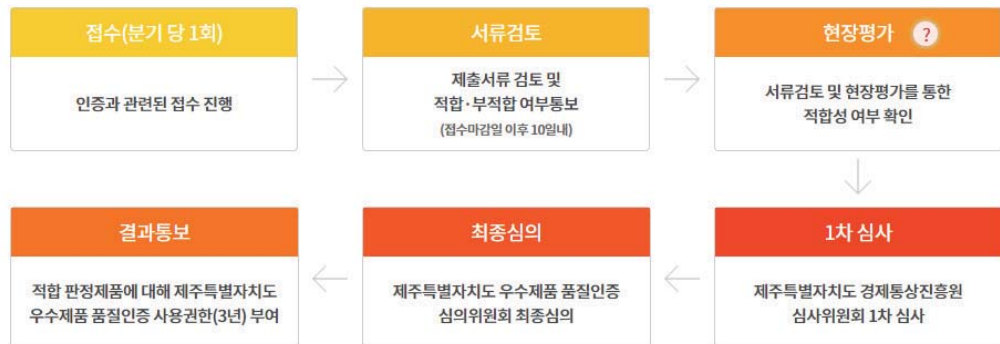 접수(분기 당 1회)
인증과 관련된 접수 진행
서류검토
제출서류 검토 및
적합·부적합 여부통보
(접수마감일 이후 10일내)
현장평가 ?
서류검토 및 현장평가를 통한
적합성 여부 확인
1차 심사
제주특별자치도 경제통상진흥원
심사위원회 1차 심사
최종심의
제주특별자치도 우수제품 품질인증
심의위원회 최종심의
결과통보
적합 판정제품에 대해 제주특별자치도
우수제품 품질인증 사용권한(3년) 부여